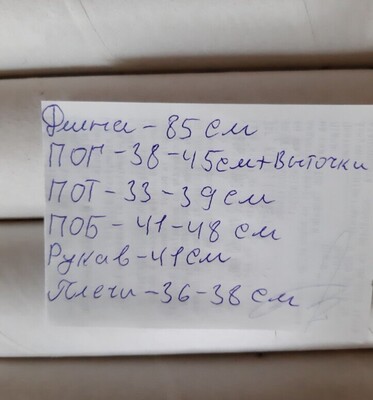 Длина - 85 см
ПОГ - 38 - 45 см + Выточки
ПОТ - 33 - 39 см
ПОБ - 41 - 48 см
Рукав - 41 см
Плечи - 36 - 38 см